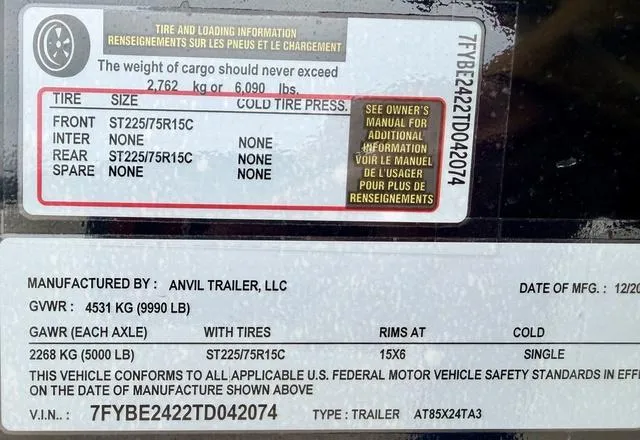 TIRE AND LOADING INFORMATION
RENSEIGNEMENTS SUR LES PNEUS ET LE CHARGEMENT
The weight of cargo should never exceed
2,762 kg or 6,090 lbs.
TIRE SIZE COLD TIRE PRESS.
FRONT ST225/75R15C
INTER NONE NONE
REAR ST225/75R15C NONE
SPARE NONE NONE
SEE OWNER'S
MANUAL FOR
ADDITIONAL
INFORMATION
VOIR LE MANUEL
DE L'USAGER
POUR PLUS DE
RENSEIGNEMENTS
7FYBE2422TD042074
MANUFACTURED BY : ANVIL TRAILER, LLC DATE OF MFG. : 12/20
GVWR : 4531 KG (9990 LB)
GAWR (EACH AXLE) WITH TIRES RIMS AT COLD
2268 KG (5000 LB) ST225/75R15C 15X6 SINGLE
THIS VEHICLE CONFORMS TO ALL APPLICABLE U.S. FEDERAL MOTOR VEHICLE SAFETY STANDARDS IN EFF
ON THE DATE OF MANUFACTURE SHOWN ABOVE
V.I.N.. : 7FYBE2422TD042074 TYPE : TRAILER AT85X24TA3